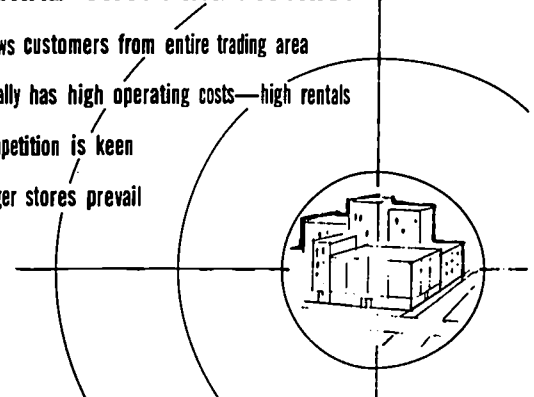 ws customers from entire trading area
ally has high operating costs—high rentals
petition is keen
ger stores prevail